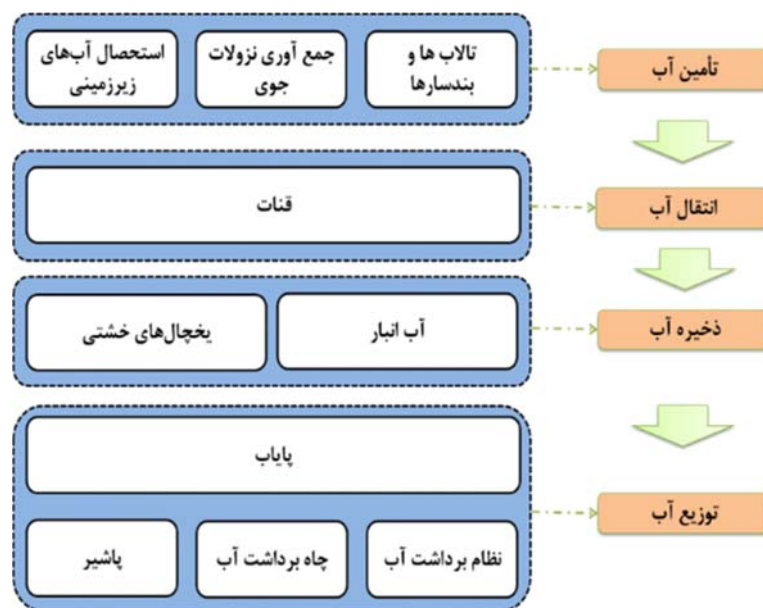 تأمین آب
تالاب ها و
بندسارها
جمع آوری نزولات
جوی
استحصال آب‌های
زیرزمینی
انتقال آب
قنات
ذخیره آب
آب انبار
یخچال‌های خشتی
توزیع آب
پایاب
نظام برداشت آب
چاه برداشت آب
پاشیر